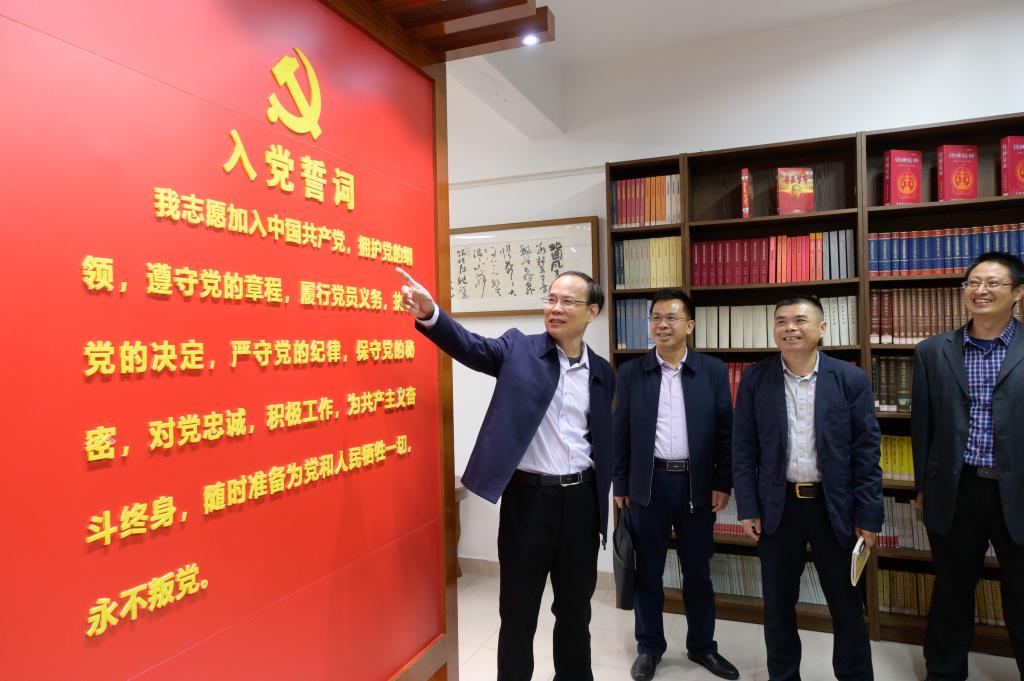 入党誓词
我志愿加入中国共产党，拥护党的纲
领，遵守党的章程，履行党员义务，执
党的决定，严守党的纪律，保守党的秘
密，对党忠诚，积极工作，为共产主义奋
斗终身，随时准备为党和人民牺牲一切，
永不叛党。